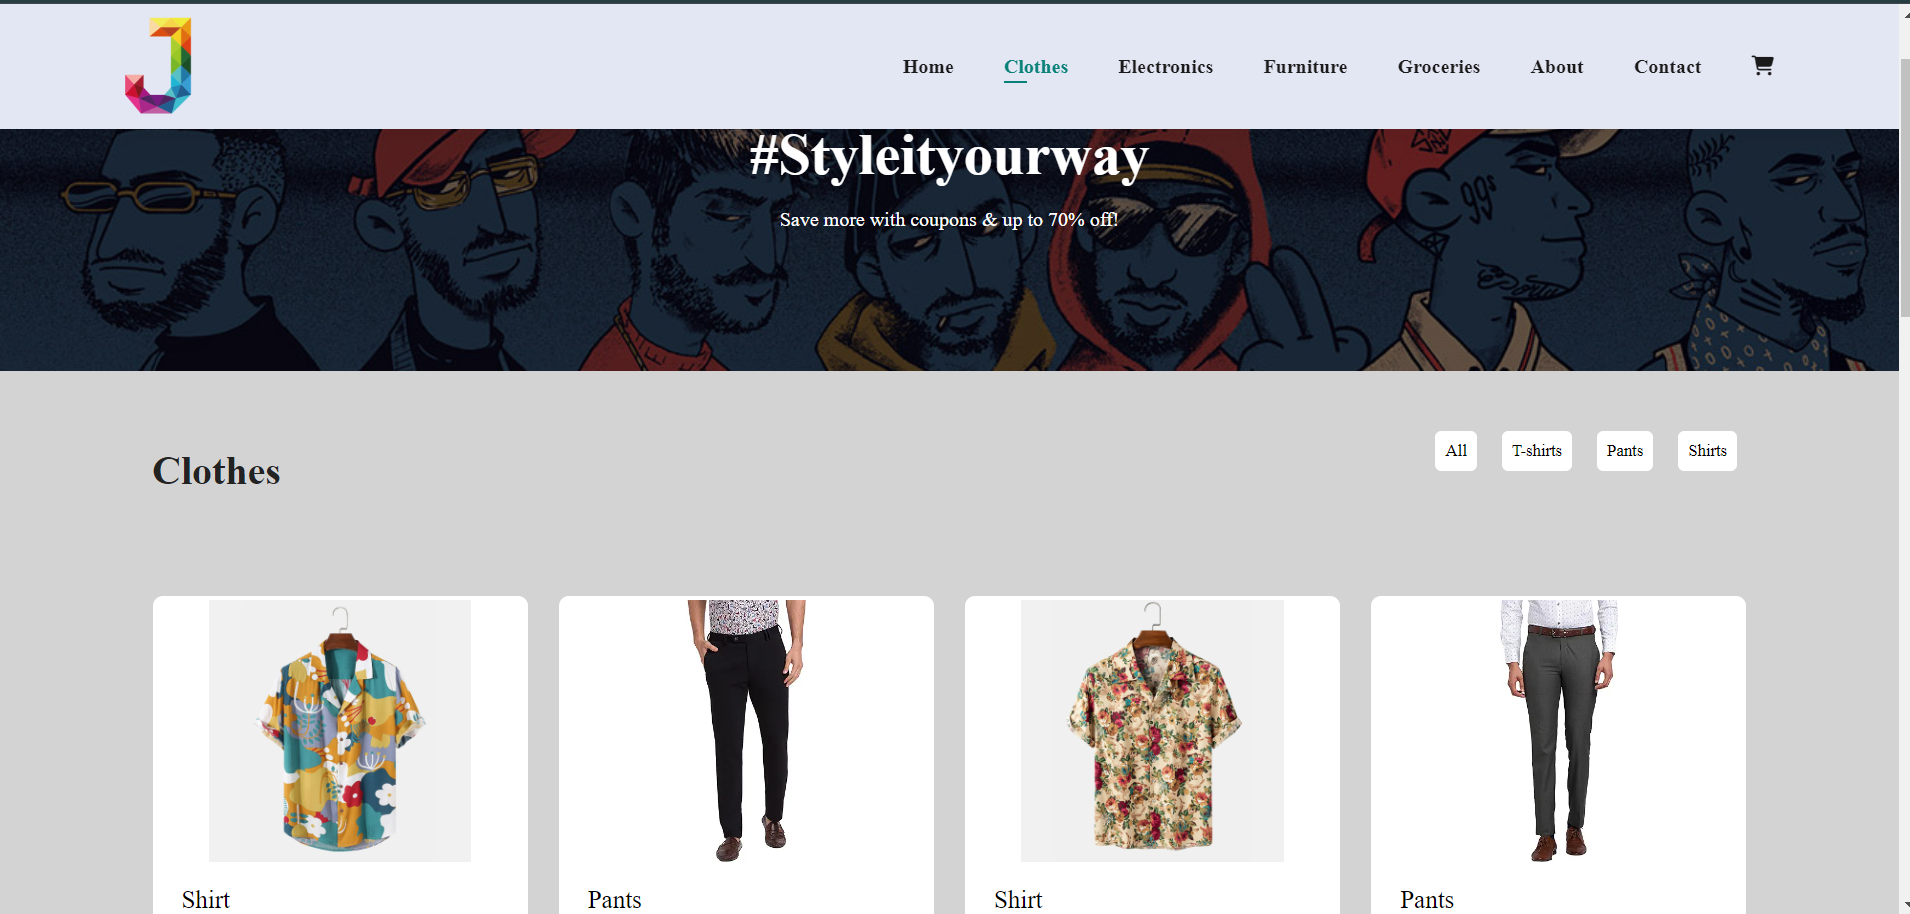 J
Home Clothes Electronics Furniture Groceries About Contact
#Styleityourway
99s
Save more with coupons & up to 70% off!
Clothes
All T-shirts Pants Shirts
Shirt Pants Shirt Pants